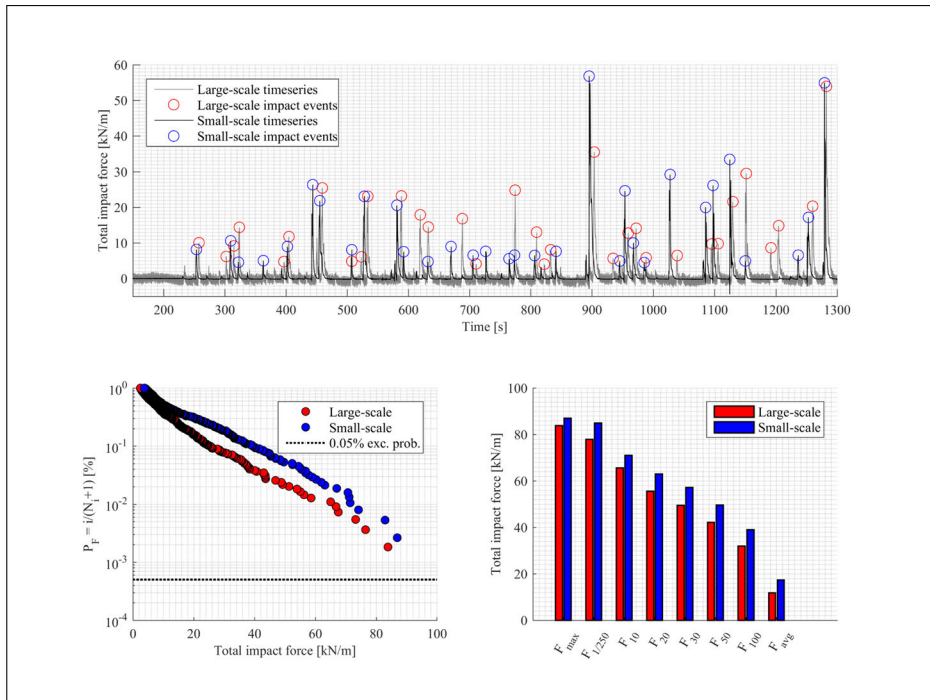 60
50
40
30
20
10
0
Total impact force [kN/m]
Large-scale timeseries
Large-scale impact events
Small-scale timeseries
Small-scale impact events
200 300 400 500 600 700 800 900 1000 1100 1200 1300
Time [s]
10^0
10^-1
10^-2
10^-3
10^-4
P_F = i/(N_i+1) [%]
Large-scale
Small-scale
0.05% exc. prob.
0 20 40 60 80 100
Total impact force [kN/m]
100
80
60
40
20
0
Total impact force [kN/m]
Large-scale
Small-scale
F_max F_1/250 F_10 F_20 F_30 F_50 F_100 F_avg